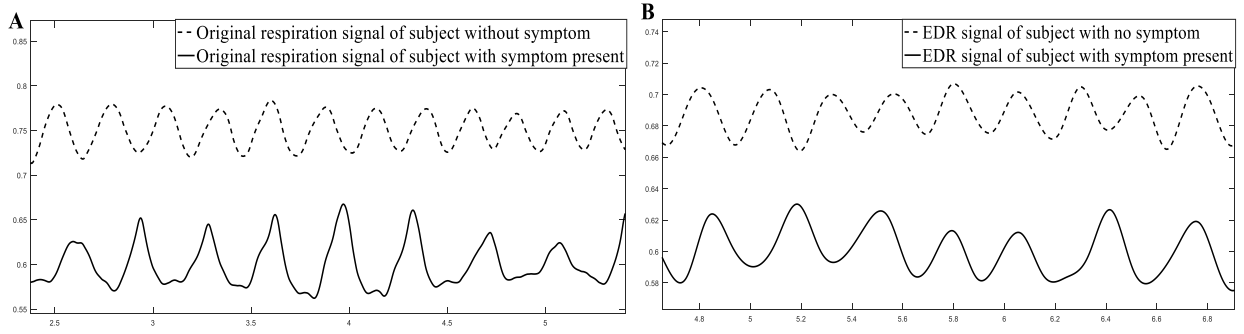 A
Original respiration signal of subject without symptom
Original respiration signal of subject with symptom present
0.85
0.8
0.75
0.7
0.65
0.6
0.55
2.5 3 3.5 4 4.5 5
B
EDR signal of subject with no symptom
EDR signal of subject with symptom present
0.74
0.72
0.7
0.68
0.66
0.64
0.62
0.6
0.58
4.8 5 5.2 5.4 5.6 5.8 6 6.2 6.4 6.6 6.8